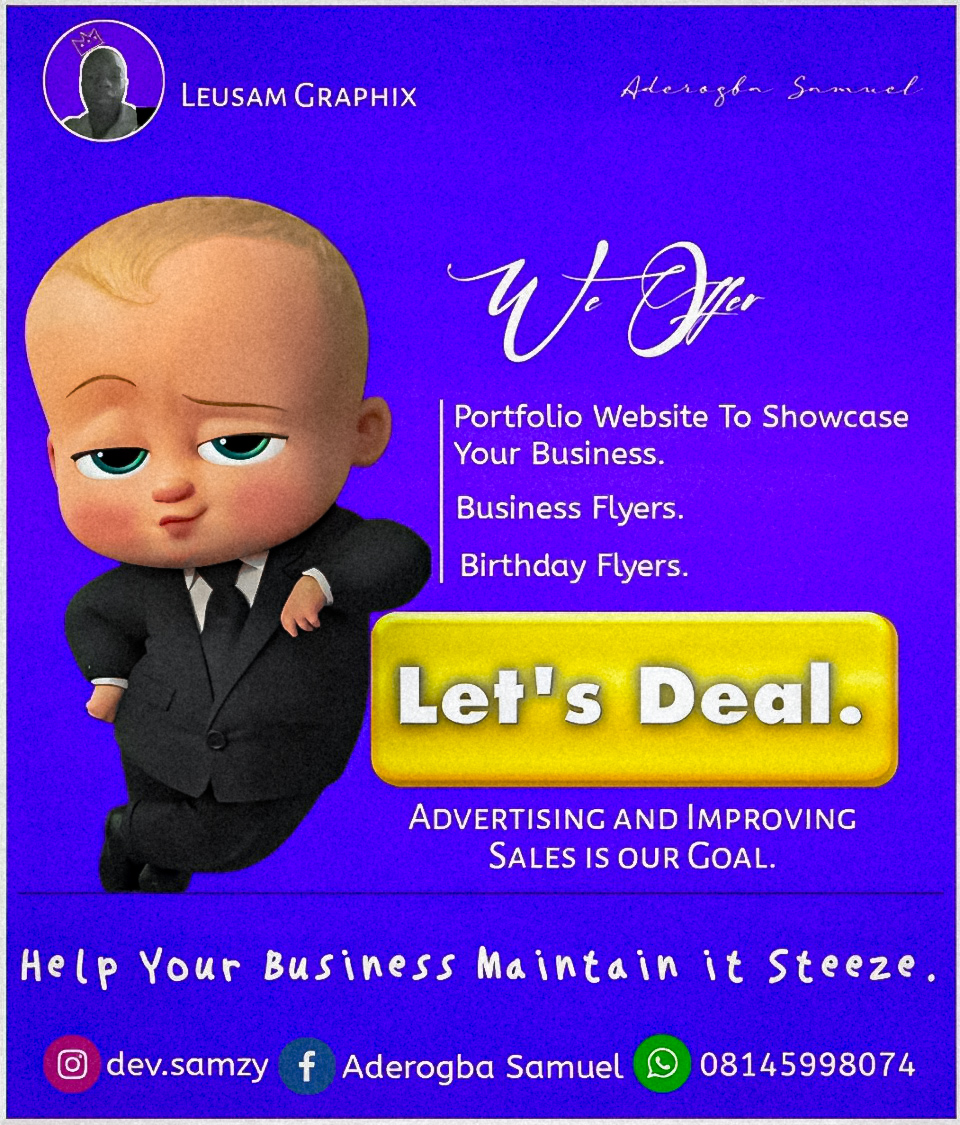 Leusam Graphix
Aderogba Samuel
We Offer
Portfolio Website To Showcase
Your Business.
Business Flyers.
Birthday Flyers.
Let's Deal.
Advertising and Improving
Sales is our Goal.
Help Your Business Maintain it Steeze.
dev.samzy Aderogba Samuel 08145998074